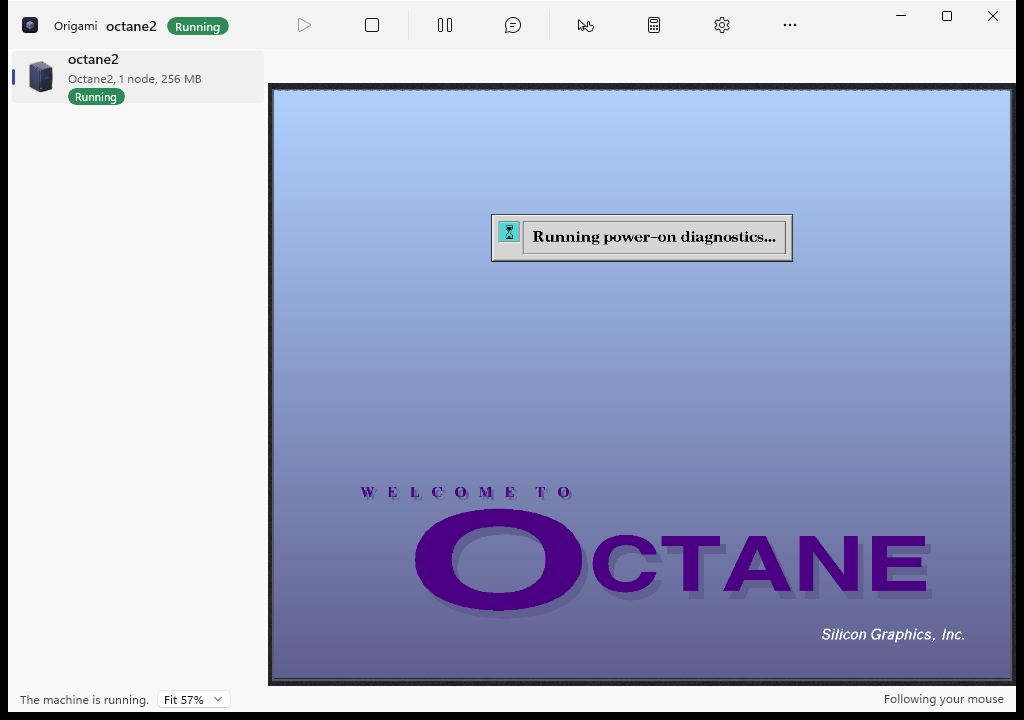 Origami octane2 Running
octane2
Octane2, 1 node, 256 MB
Running
Running power-on diagnostics...
WELCOME TO
OCTANE
Silicon Graphics, Inc.
The machine is running. Fit 57%
Following your mouse